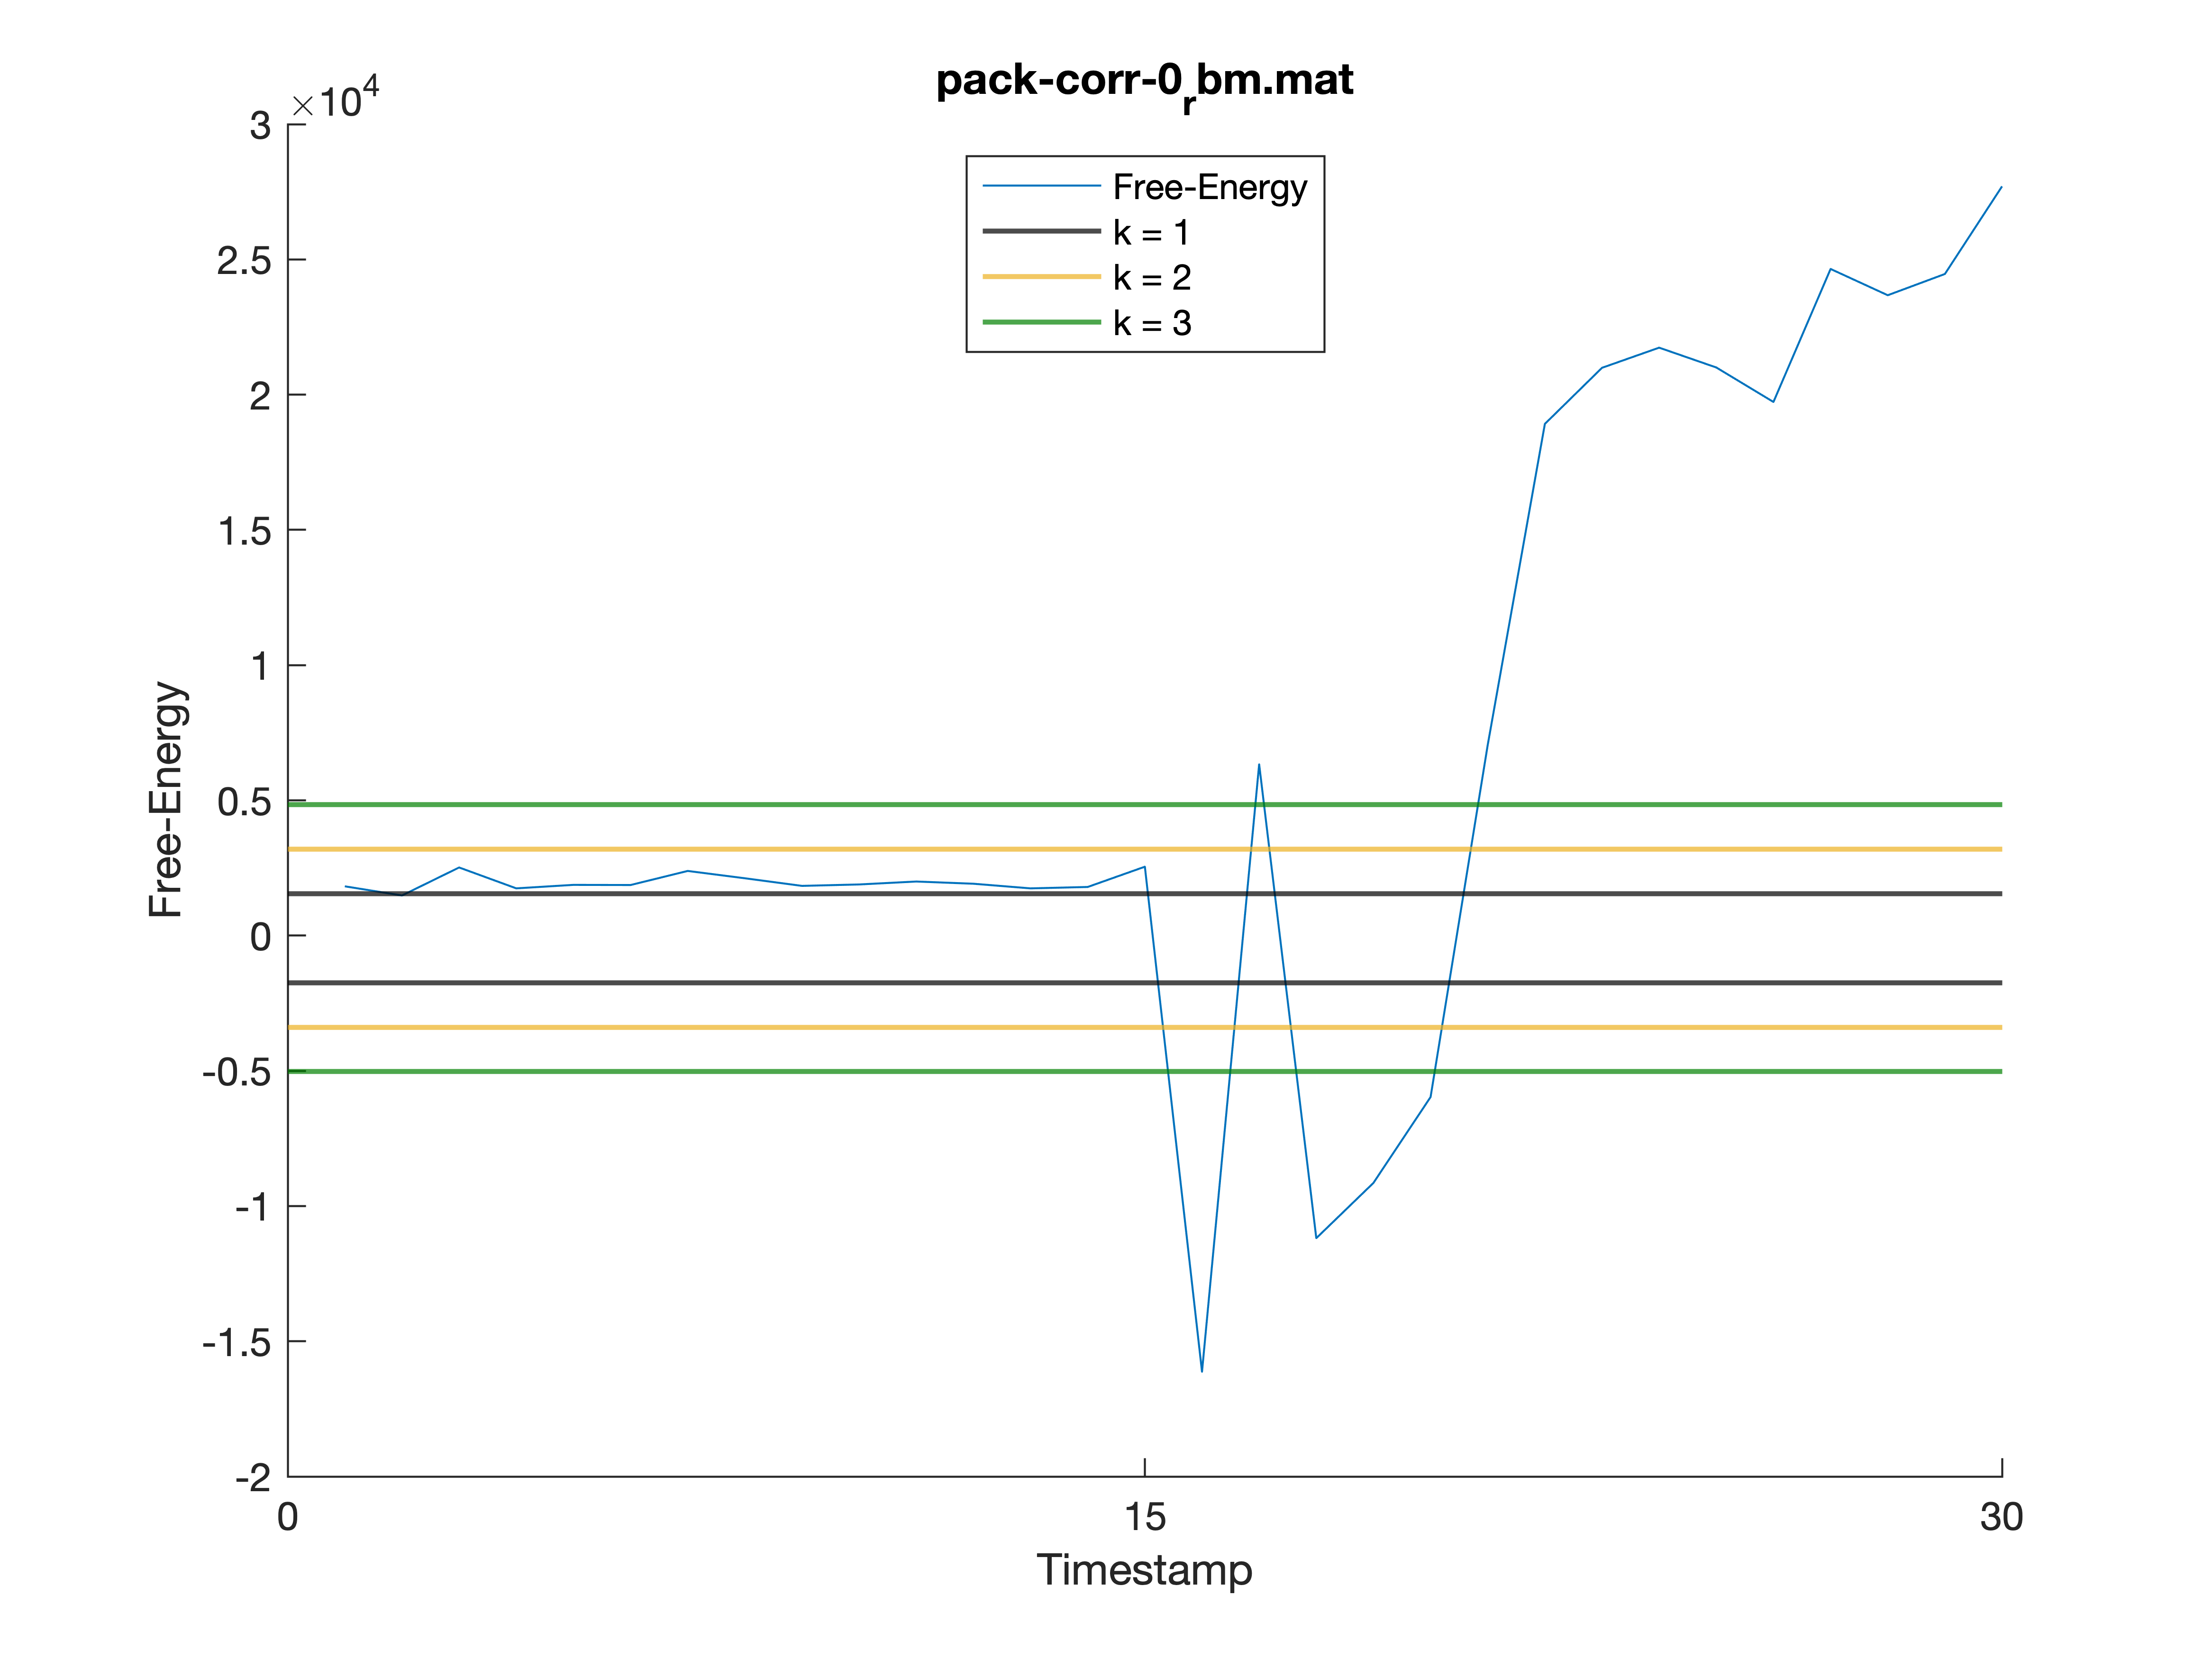 pack-corr-0rbm.mat
×10^4
Free-Energy
k = 1
k = 2
k = 3
3
2.5
2
1.5
1
0.5
0
-0.5
-1
-1.5
-2
Free-Energy
0 15 30
Timestamp